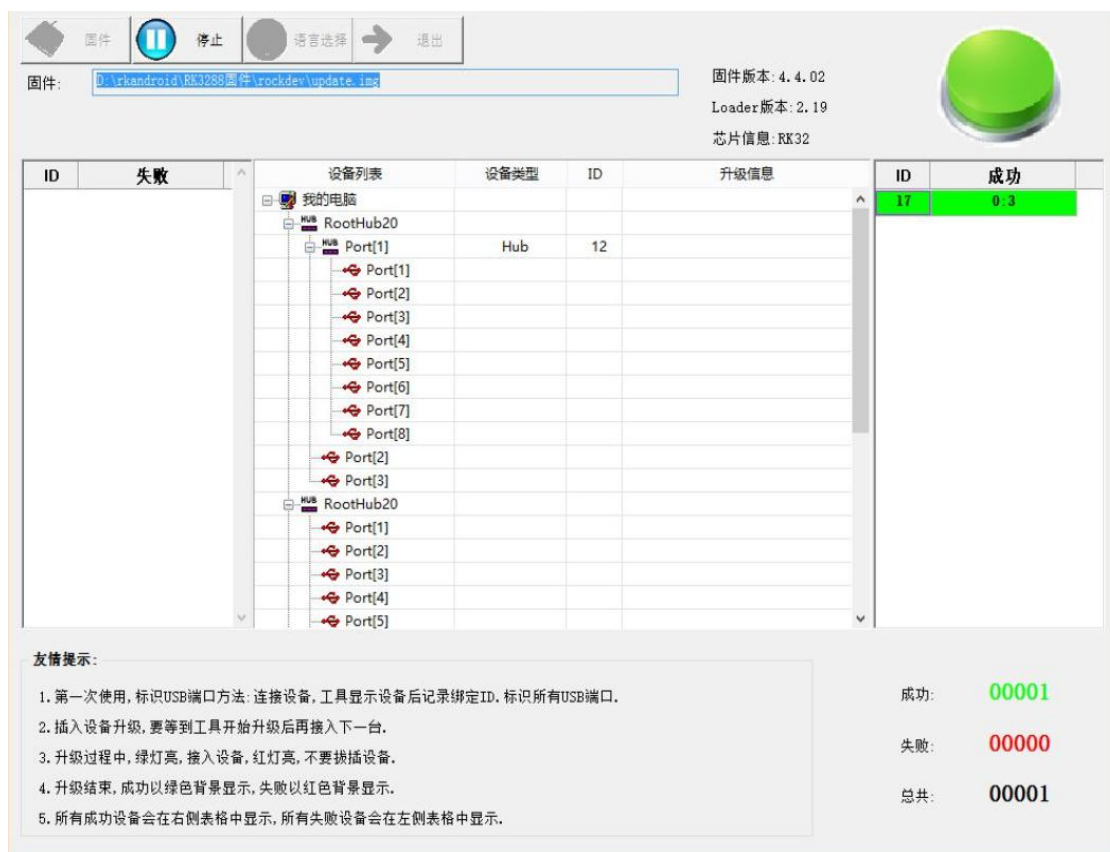 固件 停止 语言选择 退出
固件: D:\rkandroid\RK3288固件\rockdev\update.img
固件版本:4.4.02
Loader版本:2.19
芯片信息:RK32
ID 失败
设备列表 设备类型 ID 升级信息
我的电脑
HUB RootHub20
HUB Port[1] Hub 12
Port[1]
Port[2]
Port[3]
Port[4]
Port[5]
Port[6]
Port[7]
Port[8]
Port[2]
Port[3]
HUB RootHub20
Port[1]
Port[2]
Port[3]
Port[4]
Port[5]
ID 成功
17 0:3
友情提示:
1.第一次使用,标识USB端口方法:连接设备,工具显示设备后记录绑定ID.标识所有USB端口.
2.插入设备升级,要等到工具开始升级后再接入下一台.
3.升级过程中,绿灯亮,接入设备,红灯亮,不要拔插设备.
4.升级结束,成功以绿色背景显示,失败以红色背景显示.
5.所有成功设备会在右侧表格中显示,所有失败设备会在左侧表格中显示.
成功: 00001
失败: 00000
总共: 00001